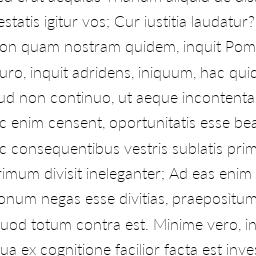 estatis igitur vos; Cur iustitia laudatur?
on quam nostram quidem, inquit Pom
uro, inquit adridens, iniquum, hac quid
ud non continuo, ut aeque incontenta
c enim censent, oportunitatis esse bea
c consequentibus vestris sublatis prim
rimum divisit ineleganter; Ad eas enim
onum negas esse divitias, praepositum
uod totum contra est. Minime vero, in
ua ex cognitione facilior facta est inves